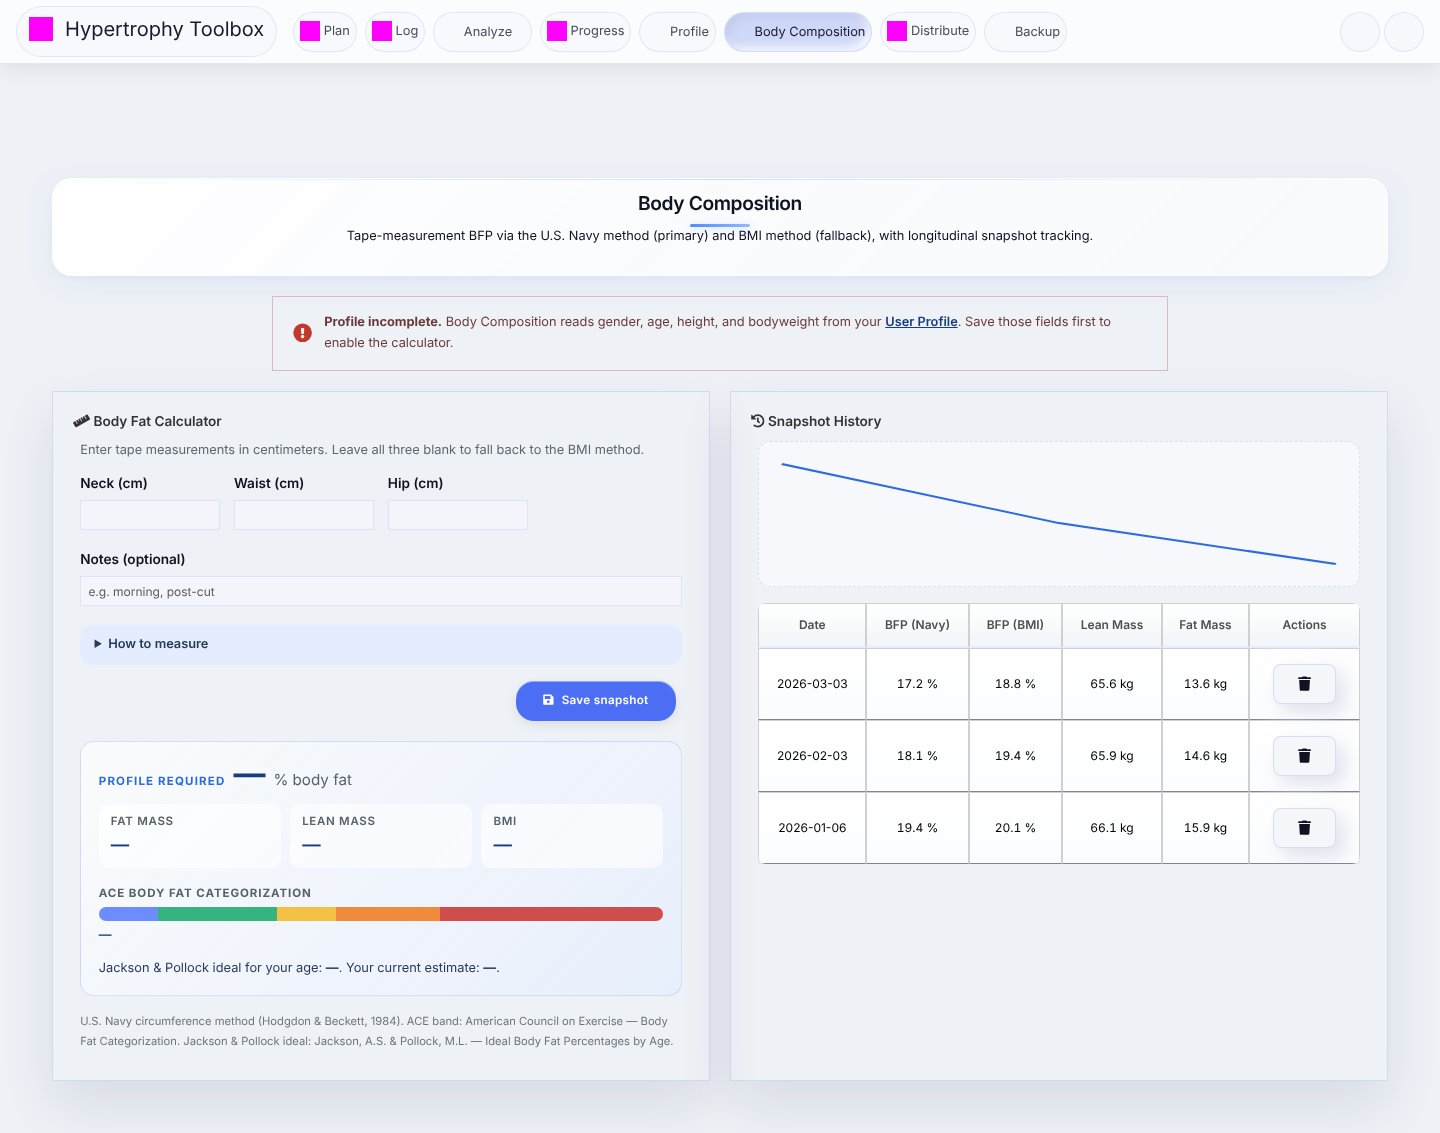 Hypertrophy Toolbox
Plan
Log
Analyze
Progress
Profile
Body Composition
Distribute
Backup
Body Composition
Tape-measurement BFP via the U.S. Navy method (primary) and BMI method (fallback), with longitudinal snapshot tracking.
Profile incomplete. Body Composition reads gender, age, height, and bodyweight from your User Profile. Save those fields first to
enable the calculator.
Body Fat Calculator
Enter tape measurements in centimeters. Leave all three blank to fall back to the BMI method.
Neck (cm)
Waist (cm)
Hip (cm)
Notes (optional)
e.g. morning, post-cut
How to measure
Save snapshot
PROFILE REQUIRED — % body fat
FAT MASS
—
LEAN MASS
—
BMI
—
ACE BODY FAT CATEGORIZATION
—
Jackson & Pollock ideal for your age: —. Your current estimate: —.
U.S. Navy circumference method (Hodgdon & Beckett, 1984). ACE band: American Council on Exercise — Body
Fat Categorization. Jackson & Pollock ideal: Jackson, A.S. & Pollock, M.L. — Ideal Body Fat Percentages by Age.
Snapshot History
Date BFP (Navy) BFP (BMI) Lean Mass Fat Mass Actions
2026-03-03 17.2 % 18.8 % 65.6 kg 13.6 kg
2026-02-03 18.1 % 19.4 % 65.9 kg 14.6 kg
2026-01-06 19.4 % 20.1 % 66.1 kg 15.9 kg